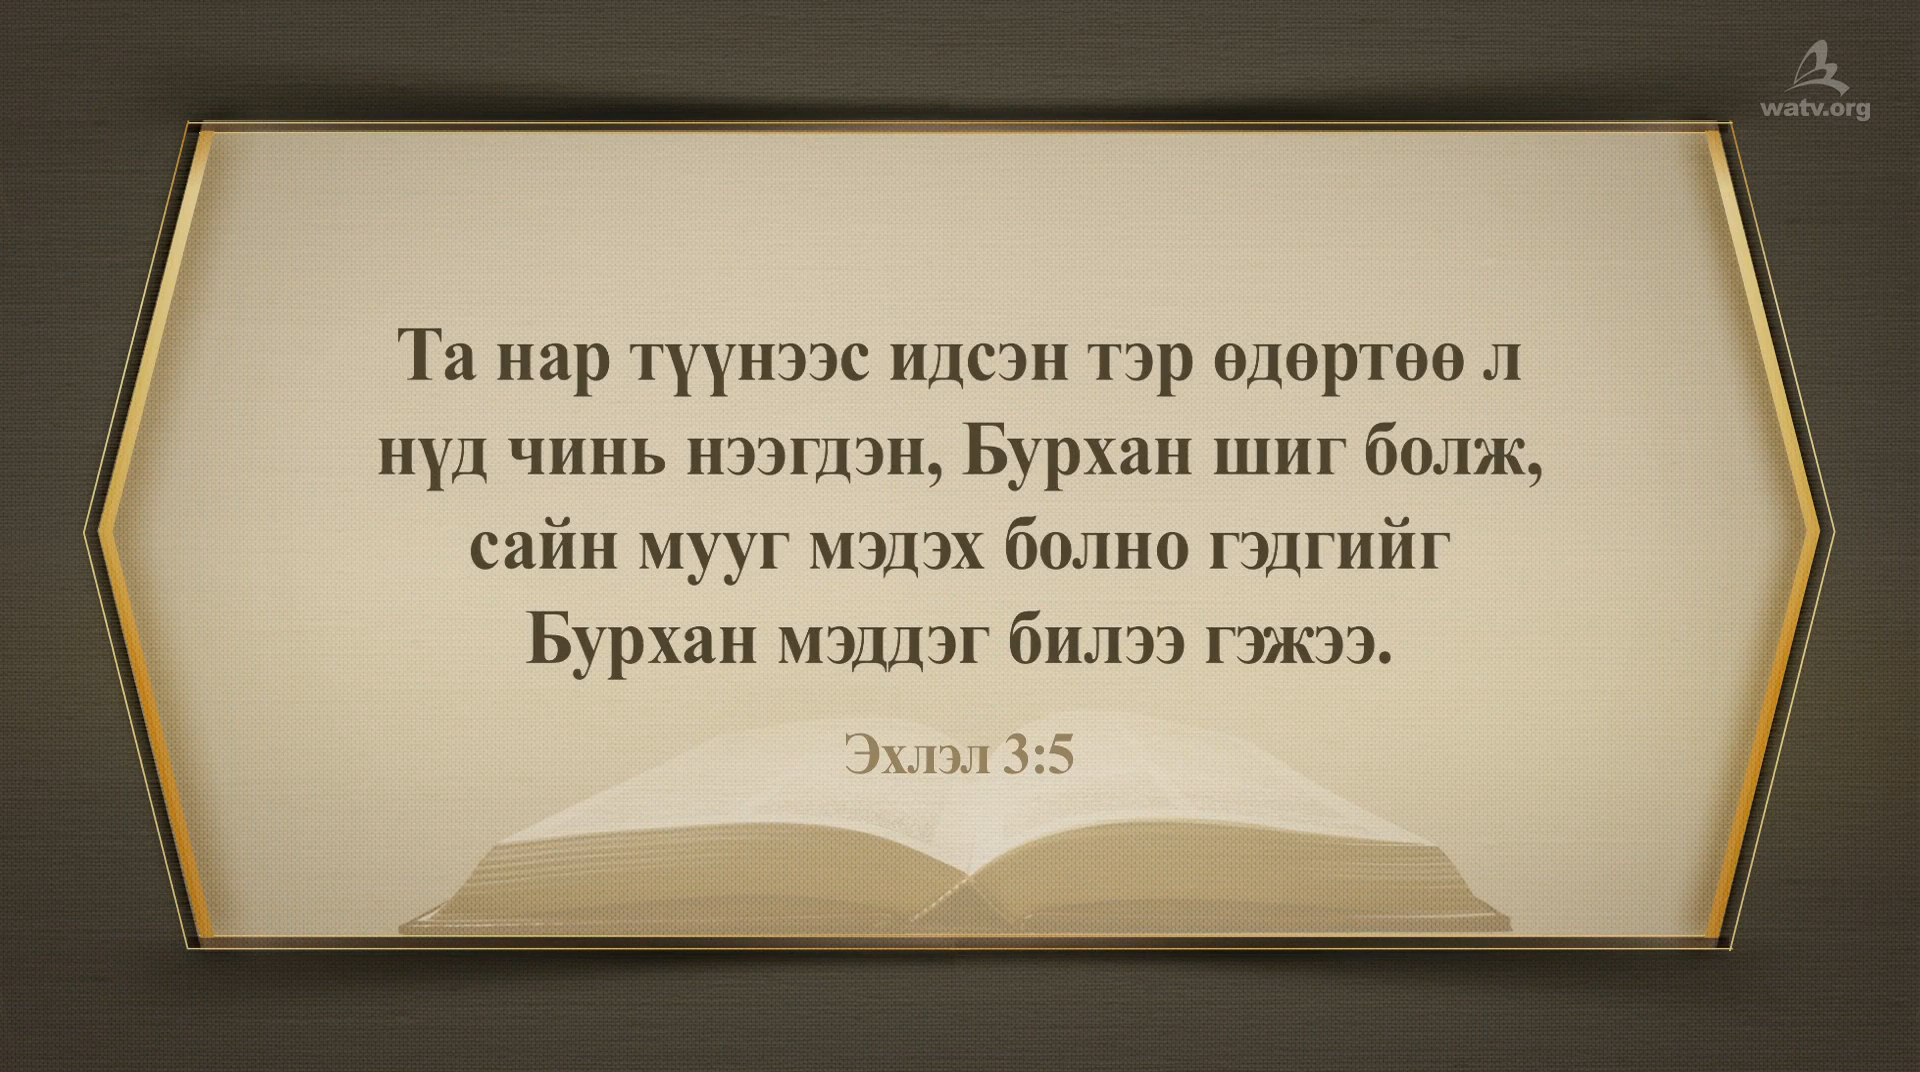 watv.org
Та нар түүнээс идсэн тэр өдөртөө л
нүд чинь нээгдэн, Бурхан шиг болж,
сайн мууг мэдэх болно гэдгийг
Бурхан мэддэг билээ гэжээ.
Эхлэл 3:5